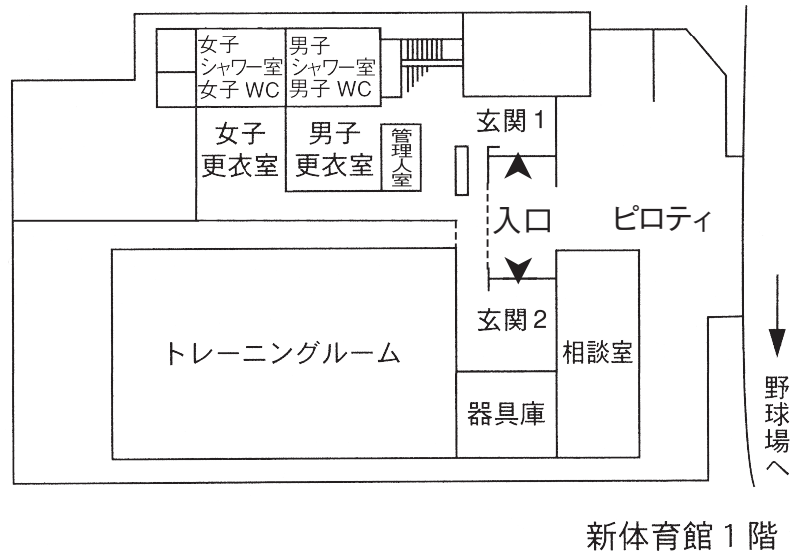 女子
シャワー室
女子 WC
男子
シャワー室
男子 WC
女子
更衣室
男子
更衣室
管理人室
玄関1
入口
ピロティ
玄関2
トレーニングルーム
相談室
器具庫
野球場へ
新体育館1階